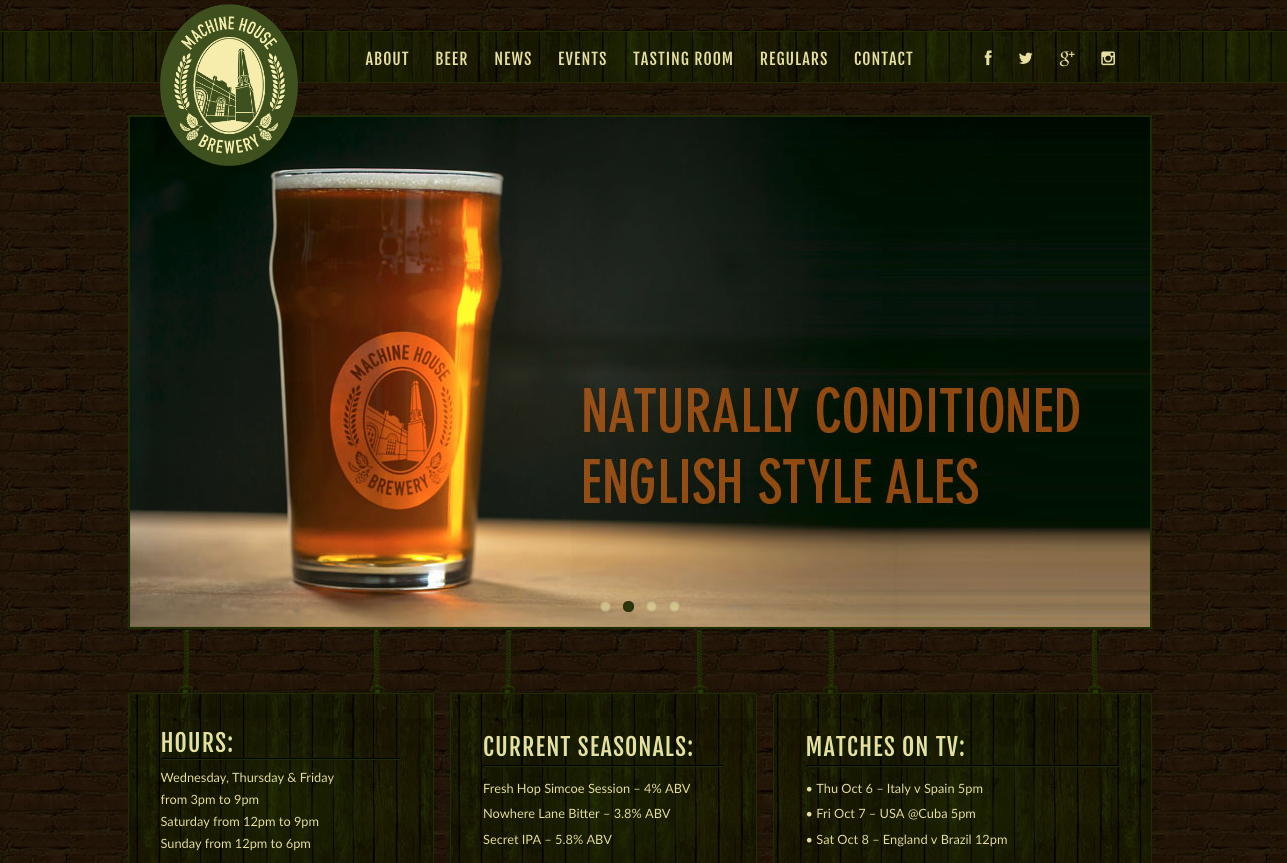 MACHINE HOUSE
BREWERY
ABOUT BEER NEWS EVENTS TASTING ROOM REGULARS CONTACT
MACHINE HOUSE
BREWERY
NATURALLY CONDITIONED
ENGLISH STYLE ALES
HOURS:
Wednesday, Thursday & Friday
from 3pm to 9pm
Saturday from 12pm to 9pm
Sunday from 12pm to 6pm
CURRENT SEASONALS:
Fresh Hop Simcoe Session – 4% ABV
Nowhere Lane Bitter – 3.8% ABV
Secret IPA – 5.8% ABV
MATCHES ON TV:
• Thu Oct 6 – Italy v Spain 5pm
• Fri Oct 7 – USA @Cuba 5pm
• Sat Oct 8 – England v Brazil 12pm